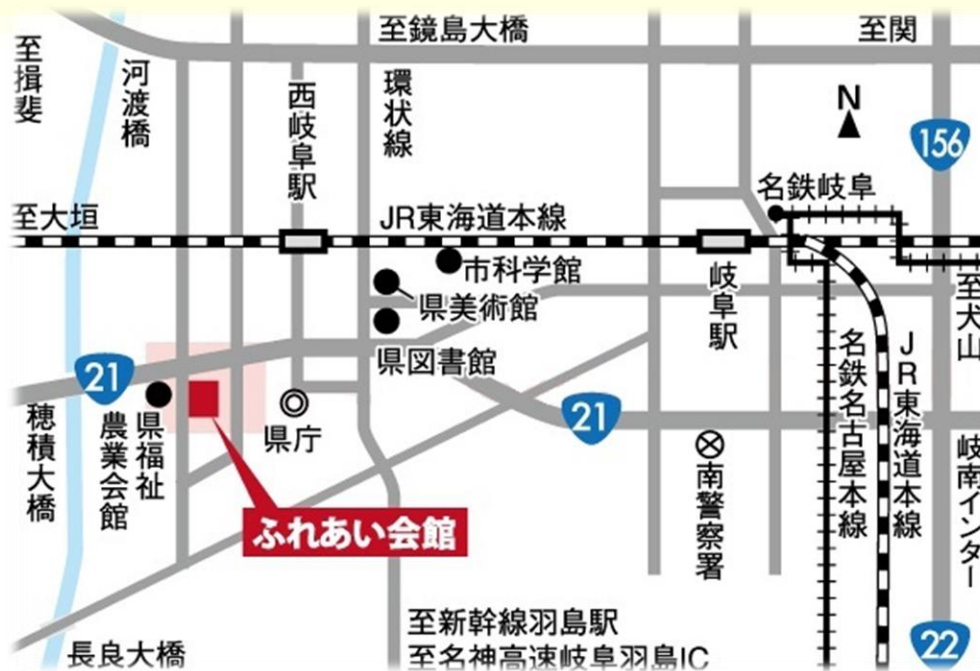 至鏡島大橋
至関
至揖斐
河渡橋
西岐阜駅
環状線
N
156
名鉄岐阜
至大垣
JR東海道本線
市科学館
県美術館
岐阜駅
至犬山
県図書館
21
21
名鉄名古屋本線
JR東海道本線
穂積大橋
県福祉
農業会館
県庁
南警察署
岐南インター
ふれあい会館
至新幹線羽島駅
至名神高速岐阜羽島IC
長良大橋
22